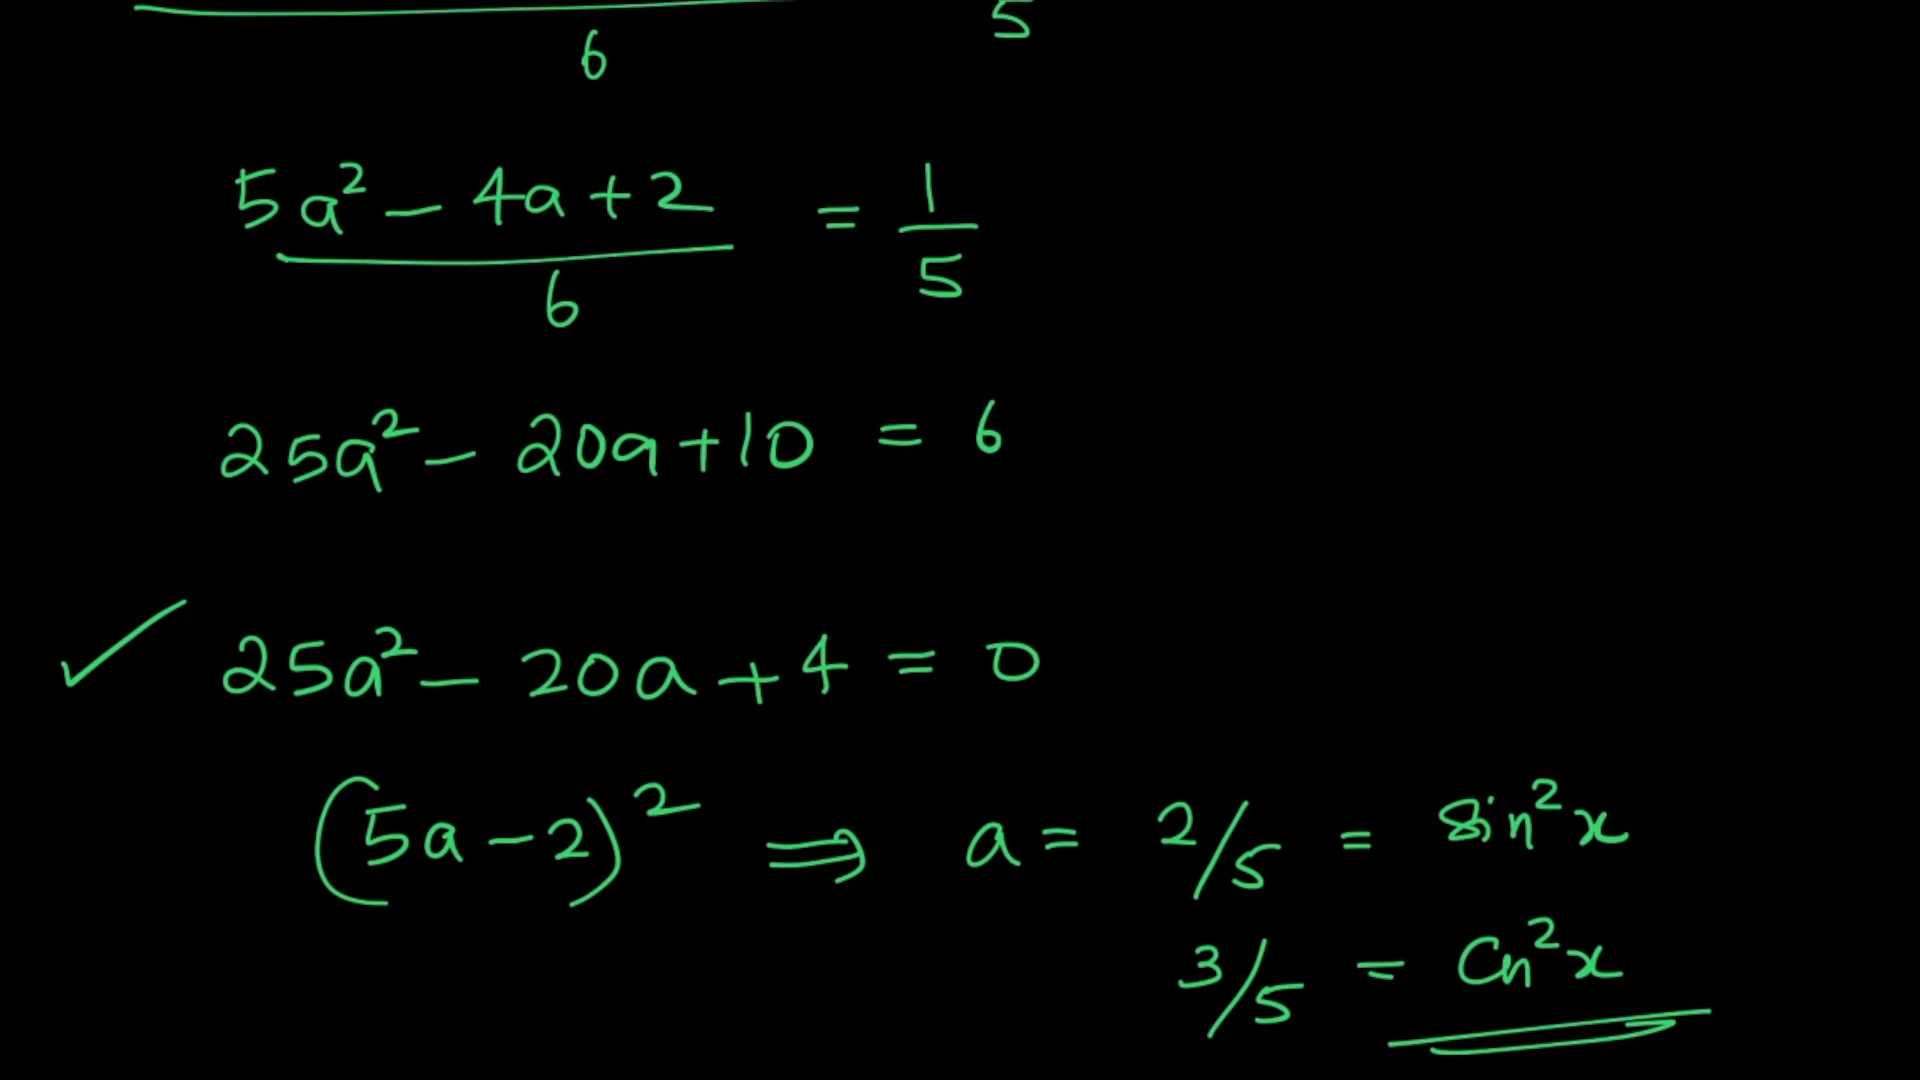 6 5
5a² - 4a + 2 / 6 = 1/5
25a² - 20a + 10 = 6
✓ 25a² - 20a + 4 = 0
(5a - 2)² ⇒ a = 2/5 = sin²x
3/5 = Cn²x